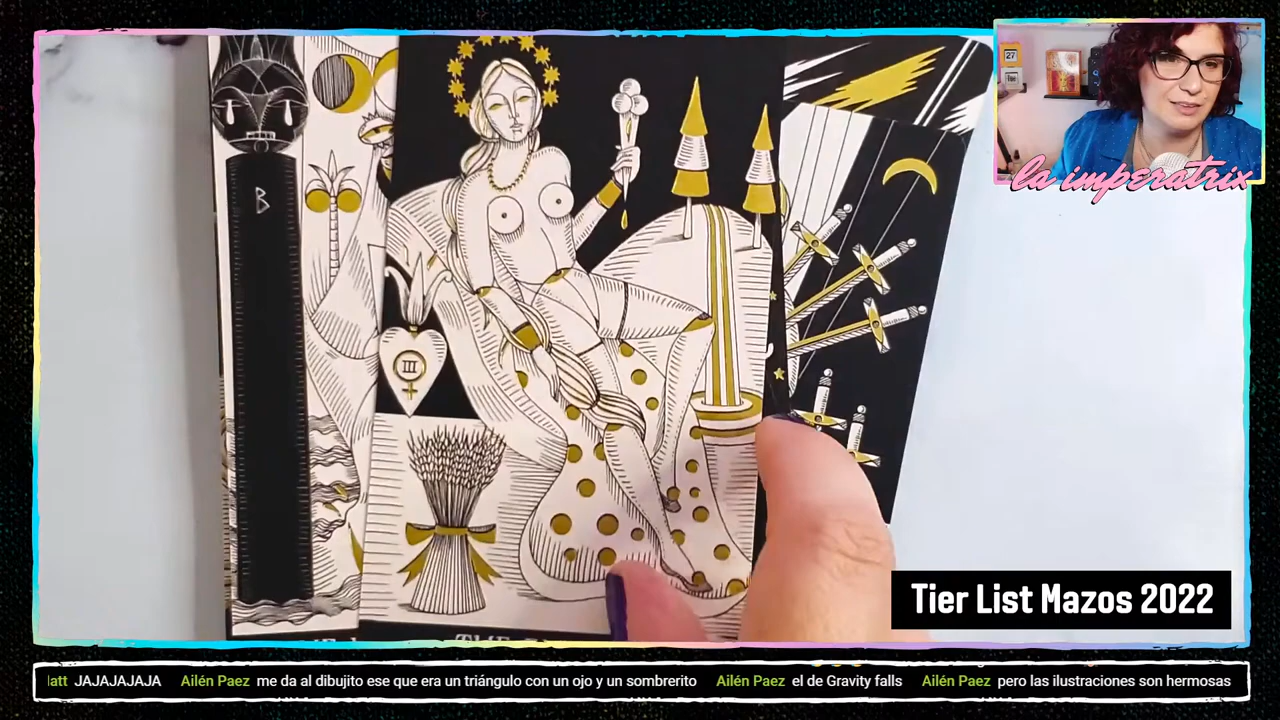 27
la imperatrix
B
III
THE
Tier List Mazos 2022
latt JAJAJAJAJA Ailén Paez me da al dibujito ese que era un triángulo con un ojo y un sombrerito Ailén Paez el de Gravity falls Ailén Paez pero las ilustraciones son hermosas